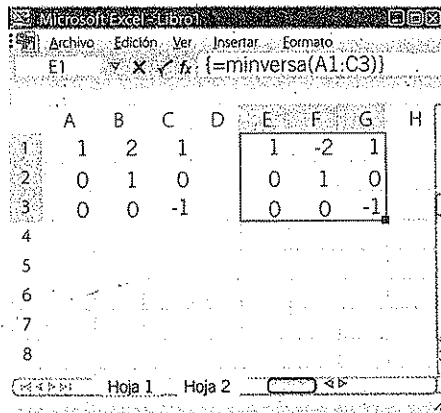 Microsoft Excel - Libro1
Archivo Edición Ver Insertar Formato
E1 fx {=minversa(A1:C3)}
A B C D E F G H
1 1 2 1 1 -2 1
2 0 1 0 0 1 0
3 0 0 -1 0 0 -1
4
5
6
7
8
Hoja 1 Hoja 2